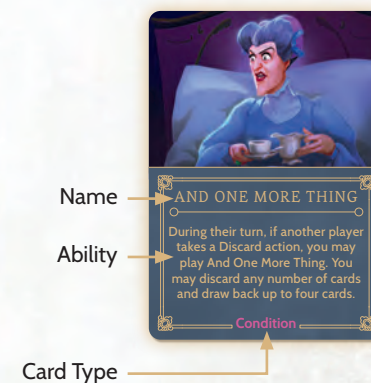 Name
AND ONE MORE THING
Ability
During their turn, if another player
takes a Discard action, you may
play And One More Thing. You
may discard any number of cards
and draw back up to four cards.
Condition
Card Type